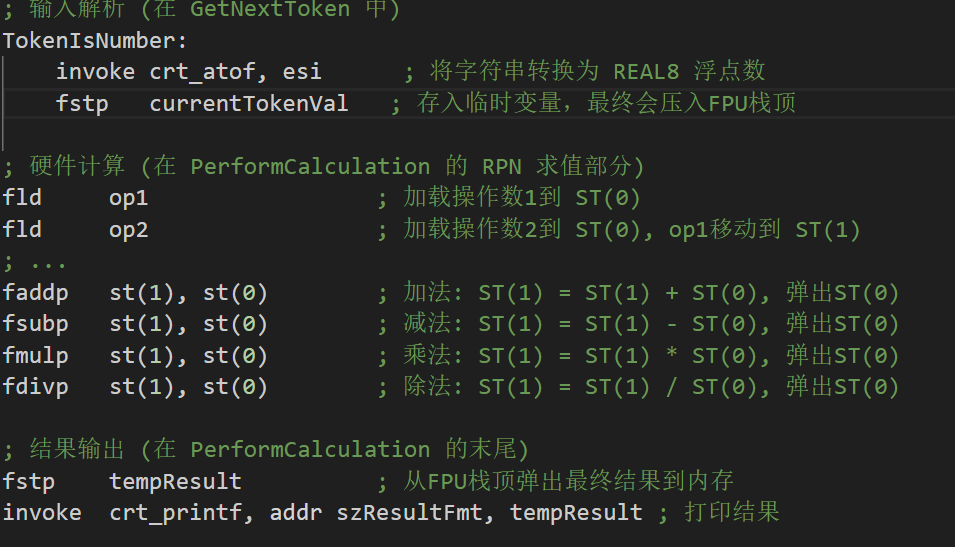 ; 输入解析 (在 GetNextToken 中)
TokenIsNumber:
    invoke crt_atof, esi      ; 将字符串转换为 REAL8 浮点数
    fstp   currentTokenVal   ; 存入临时变量，最终会压入FPU栈顶
; 硬件计算 (在 PerformCalculation 的 RPN 求值部分)
fld     op1                 ; 加载操作数1到 ST(0)
fld     op2                 ; 加载操作数2到 ST(0), op1移动到 ST(1)
; ...
faddp   st(1), st(0)        ; 加法: ST(1) = ST(1) + ST(0), 弹出ST(0)
fsubp   st(1), st(0)        ; 减法: ST(1) = ST(1) - ST(0), 弹出ST(0)
fmulp   st(1), st(0)        ; 乘法: ST(1) = ST(1) * ST(0), 弹出ST(0)
fdivp   st(1), st(0)        ; 除法: ST(1) = ST(1) / ST(0), 弹出ST(0)
; 结果输出 (在 PerformCalculation 的末尾)
fstp    tempResult          ; 从FPU栈顶弹出最终结果到内存
invoke  crt_printf, addr szResultFmt, tempResult ; 打印结果